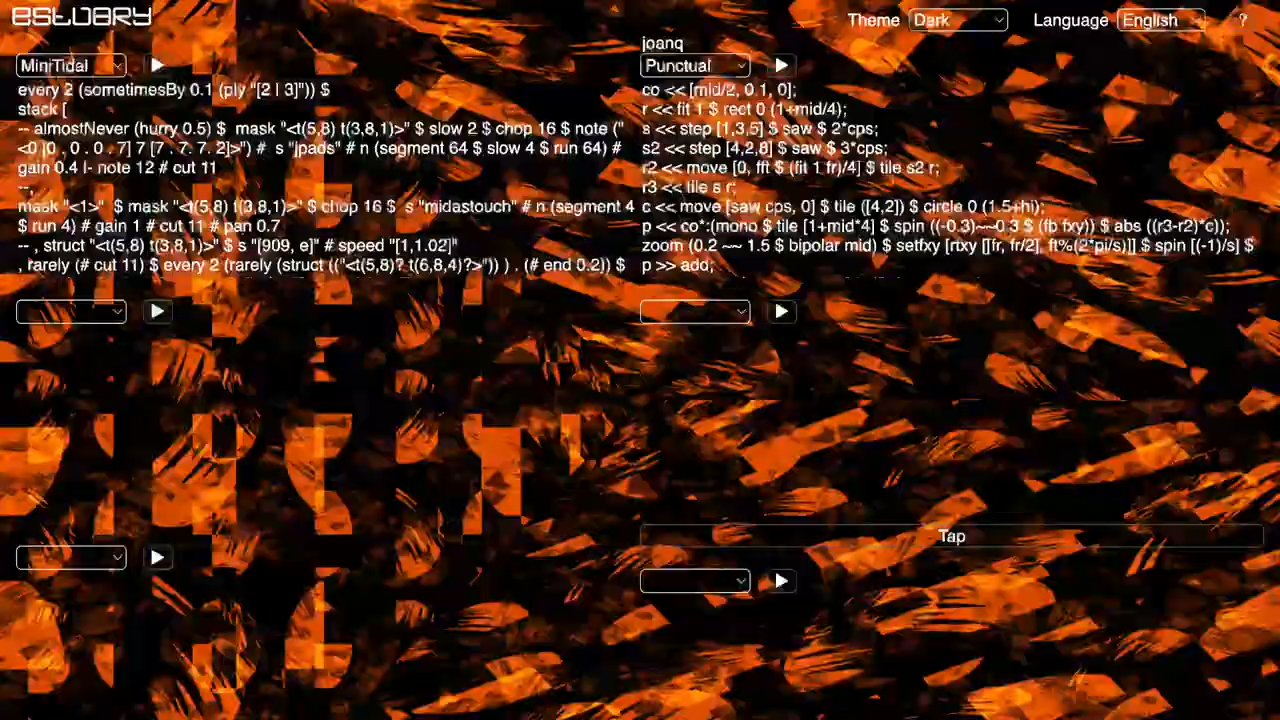 estuary
Theme Dark Language English ?
MiniTidal
every 2 (sometimesBy 0.1 (ply "[2 | 3]")) $
stack [
-- almostNever (hurry 0.5) $ mask "<t(5,8) t(3,8,1)>" $ slow 2 $ chop 16 $ note ("
<0 [0 , 0 . 0 . 7] 7 [7 . 7. 7. 2]>") # s "jpads" # n (segment 64 $ slow 4 $ run 64) #
gain 0.4 |- note 12 # cut 11
--,
mask "<1>" $ mask "<t(5,8) t(3,8,1)>" $ chop 16 $ s "midastouch" # n (segment 4
$ run 4) # gain 1 # cut 11 # pan 0.7
-- , struct "<t(5,8) t(3,8,1)>" $ s "[909, e]" # speed "[1,1.02]"
, rarely (# cut 11) $ every 2 (rarely (struct (("<t(5,8)? t(6,8,4)?>")) ) . (# end 0.2)) $
joanq
Punctual
co << [mid/2, 0.1, 0];
r << fit 1 $ rect 0 (1+mid/4);
s << step [1,3,5] $ saw $ 2*cps;
s2 << step [4,2,8] $ saw $ 3*cps;
r2 << move [0, fft $ (fit 1 fr)/4] $ tile s2 r;
r3 << tile s r;
c << move [saw cps, 0] $ tile ([4,2]) $ circle 0 (1.5+hi);
p << co*:(mono $ tile [1+mid*4] $ spin ((-0.3)~~0.3 $ (fb fxy)) $ abs ((r3-r2)*c));
zoom (0.2 ~~ 1.5 $ bipolar mid) $ setfxy [rtxy [[fr, fr/2], ft%(2*pi/s)]] $ spin [(-1)/s] $
p >> add;
Tap